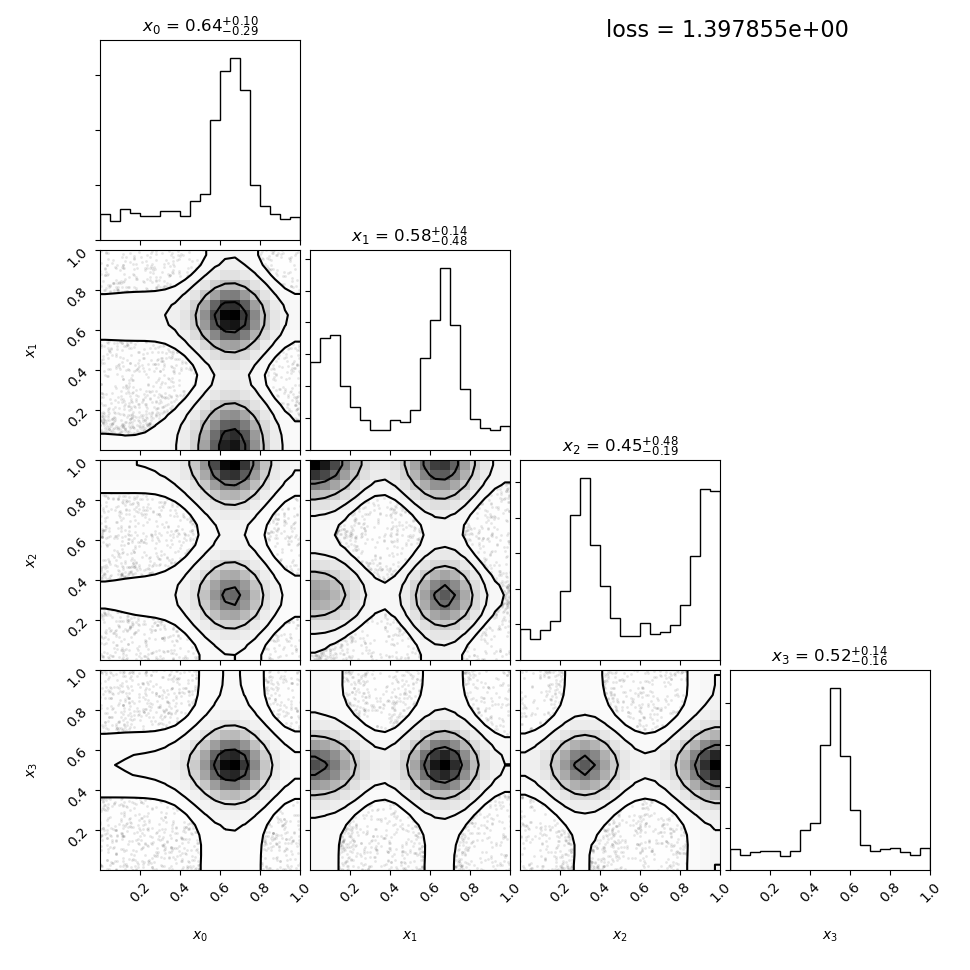 x₀ = 0.64+0.10−0.29
loss = 1.397855e+00
x₁ = 0.58+0.14−0.48
x₁
1.0
0.8
0.6
0.4
0.2
x₂ = 0.45+0.48−0.19
x₂
1.0
0.8
0.6
0.4
0.2
x₃ = 0.52+0.14−0.16
x₃
1.0
0.8
0.6
0.4
0.2
0.2 0.4 0.6 0.8 1.0 0.2 0.4 0.6 0.8 1.0 0.2 0.4 0.6 0.8 1.0 0.2 0.4 0.6 0.8 1.0
x₀ x₁ x₂ x₃